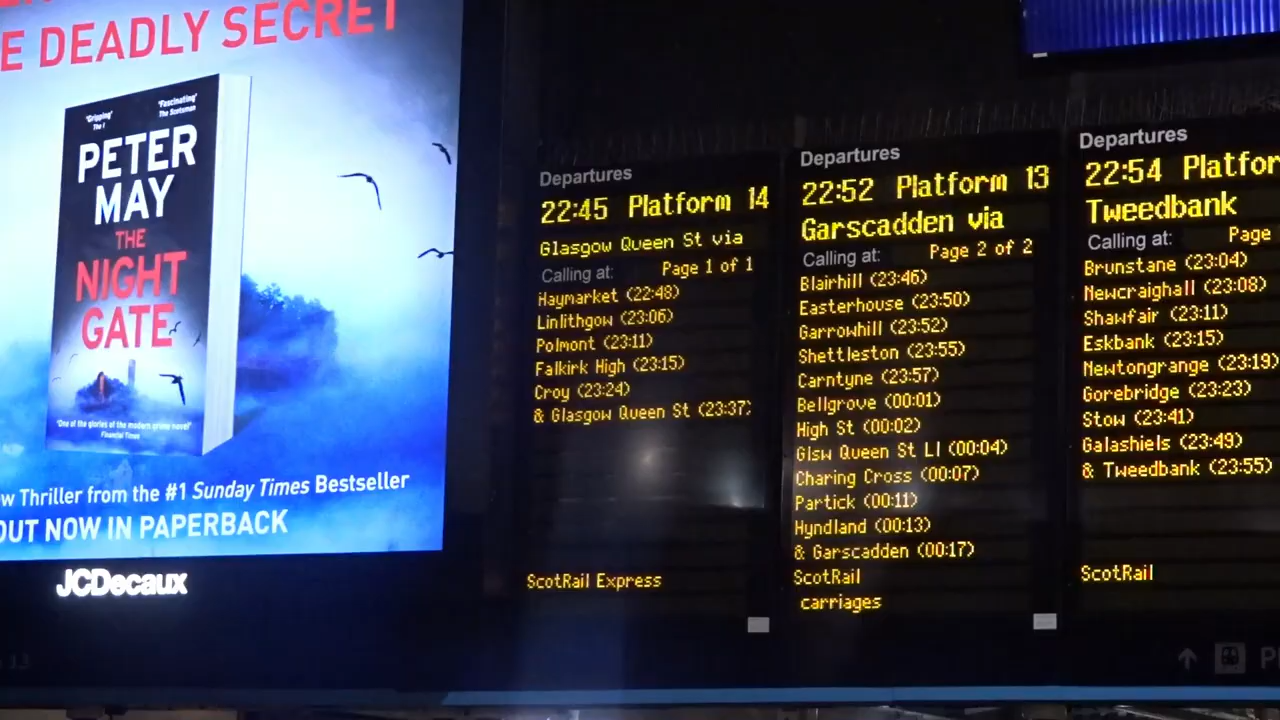 E DEADLY SECRET
'Gripping'
The i
'Fascinating'
The Scotsman
PETER
MAY
THE
NIGHT
GATE
'One of the glories of the modern crime novel'
Financial Times
w Thriller from the #1 Sunday Times Bestseller
OUT NOW IN PAPERBACK
JCDecaux
Departures
22:45 Platform 14
Glasgow Queen St via
Calling at: Page 1 of 1
Haymarket (22:48)
Linlithgow (23:06)
Polmont (23:11)
Falkirk High (23:15)
Croy (23:24)
& Glasgow Queen St (23:37)
ScotRail Express
Departures
22:52 Platform 13
Garscadden via
Calling at: Page 2 of 2
Blairhill (23:46)
Easterhouse (23:50)
Garrowhill (23:52)
Shettleston (23:55)
Carntyne (23:57)
Bellgrove (00:01)
High St (00:02)
Glsw Queen St Ll (00:04)
Charing Cross (00:07)
Partick (00:11)
Hyndland (00:13)
& Garscadden (00:17)
ScotRail
carriages
Departures
22:54 Platfor
Tweedbank
Calling at: Page
Brunstane (23:04)
Newcraighall (23:08)
Shawfair (23:11)
Eskbank (23:15)
Newtongrange (23:19)
Gorebridge (23:23)
Stow (23:41)
Galashiels (23:49)
& Tweedbank (23:55)
ScotRail
13